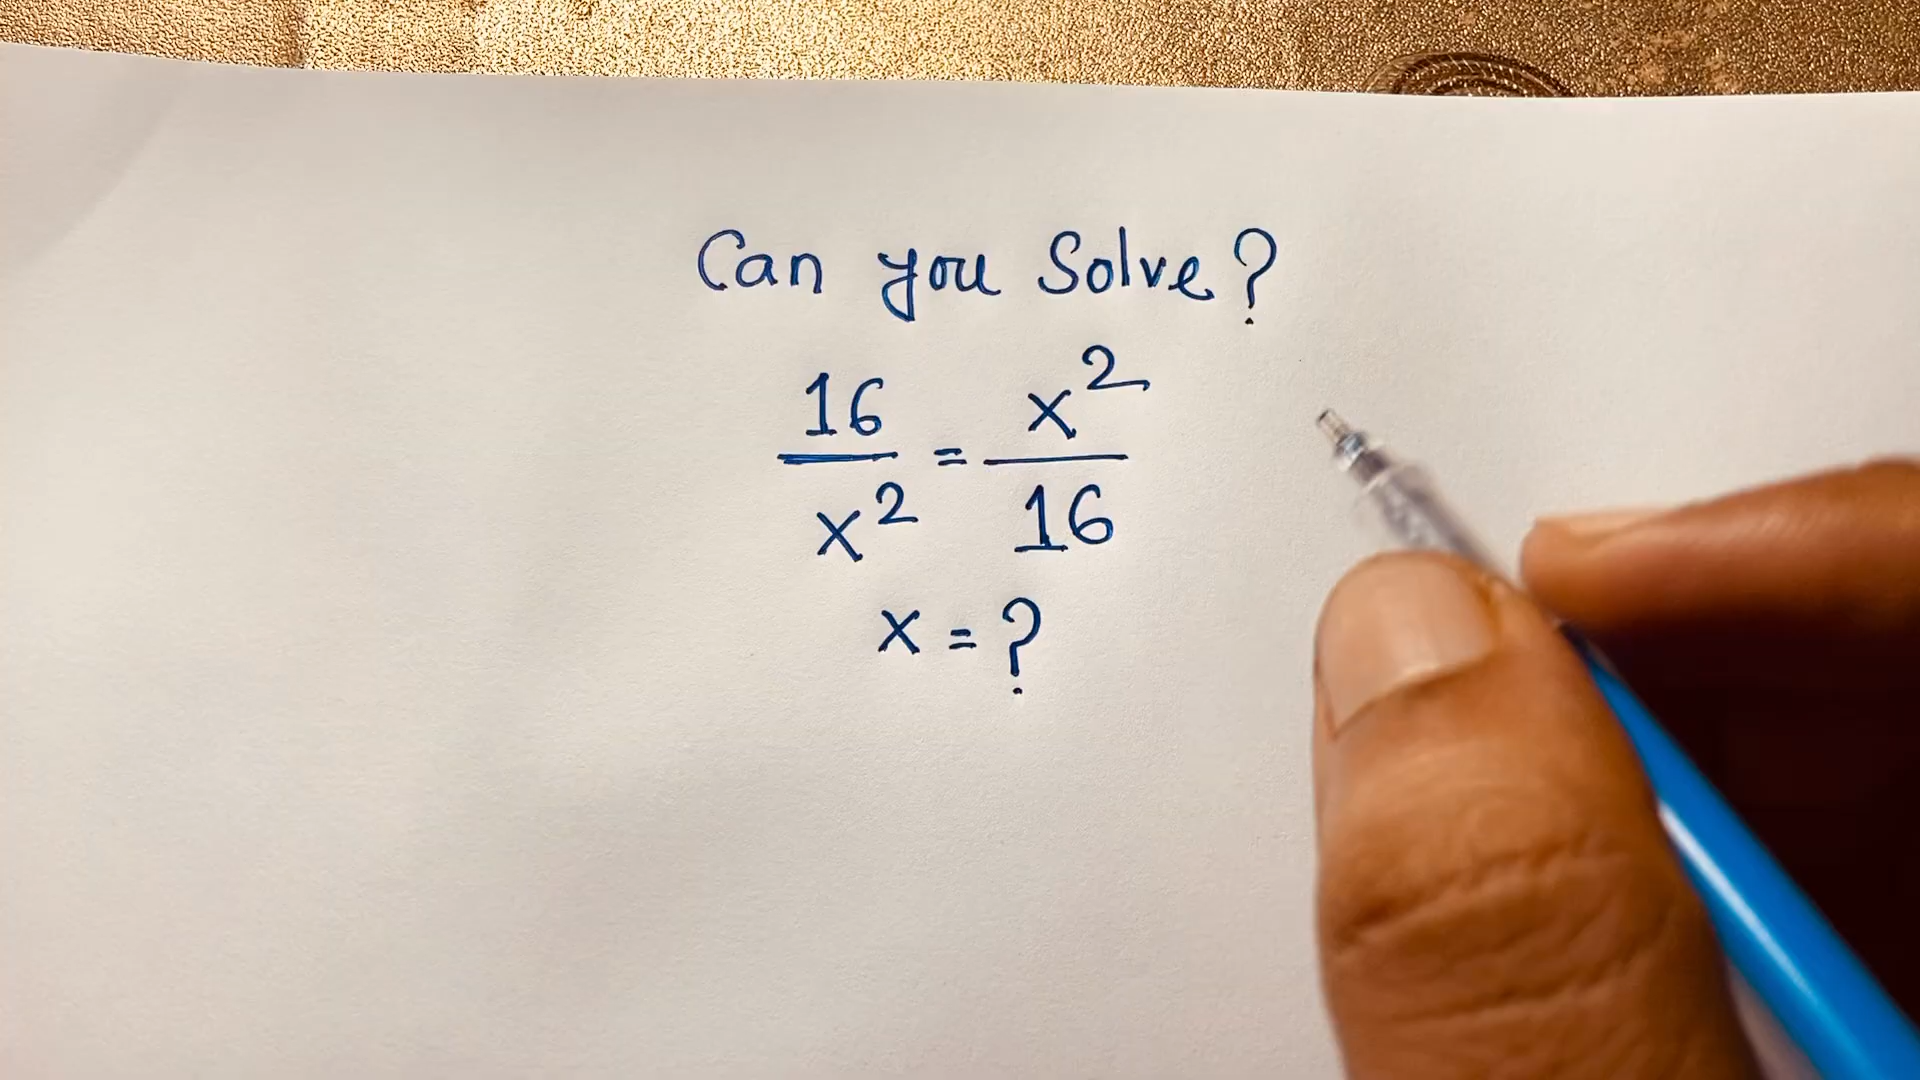 Can you Solve?
16/x² = x²/16
x = ?